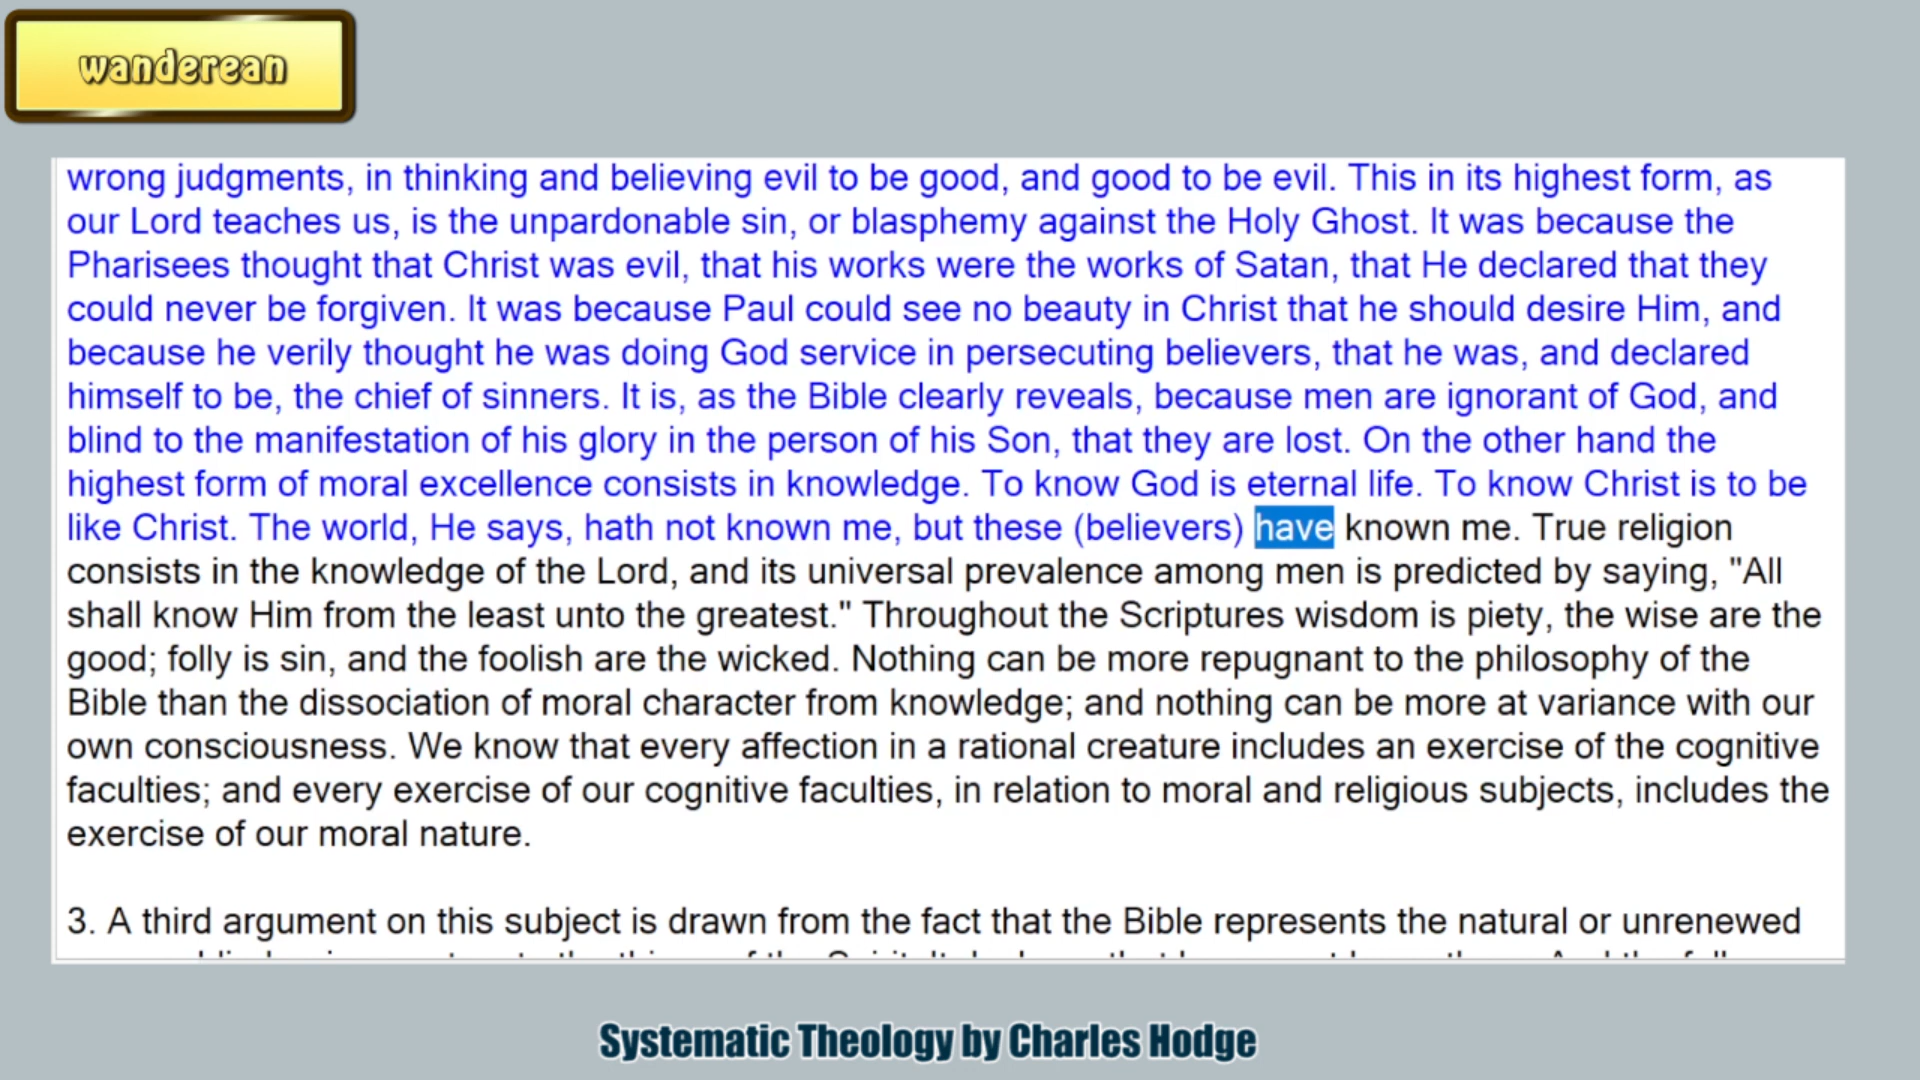 wanderean
wrong judgments, in thinking and believing evil to be good, and good to be evil. This in its highest form, as
our Lord teaches us, is the unpardonable sin, or blasphemy against the Holy Ghost. It was because the
Pharisees thought that Christ was evil, that his works were the works of Satan, that He declared that they
could never be forgiven. It was because Paul could see no beauty in Christ that he should desire Him, and
because he verily thought he was doing God service in persecuting believers, that he was, and declared
himself to be, the chief of sinners. It is, as the Bible clearly reveals, because men are ignorant of God, and
blind to the manifestation of his glory in the person of his Son, that they are lost. On the other hand the
highest form of moral excellence consists in knowledge. To know God is eternal life. To know Christ is to be
like Christ. The world, He says, hath not known me, but these (believers) have known me. True religion
consists in the knowledge of the Lord, and its universal prevalence among men is predicted by saying, "All
shall know Him from the least unto the greatest." Throughout the Scriptures wisdom is piety, the wise are the
good; folly is sin, and the foolish are the wicked. Nothing can be more repugnant to the philosophy of the
Bible than the dissociation of moral character from knowledge; and nothing can be more at variance with our
own consciousness. We know that every affection in a rational creature includes an exercise of the cognitive
faculties; and every exercise of our cognitive faculties, in relation to moral and religious subjects, includes the
exercise of our moral nature.
3. A third argument on this subject is drawn from the fact that the Bible represents the natural or unrenewed
Systematic Theology by Charles Hodge